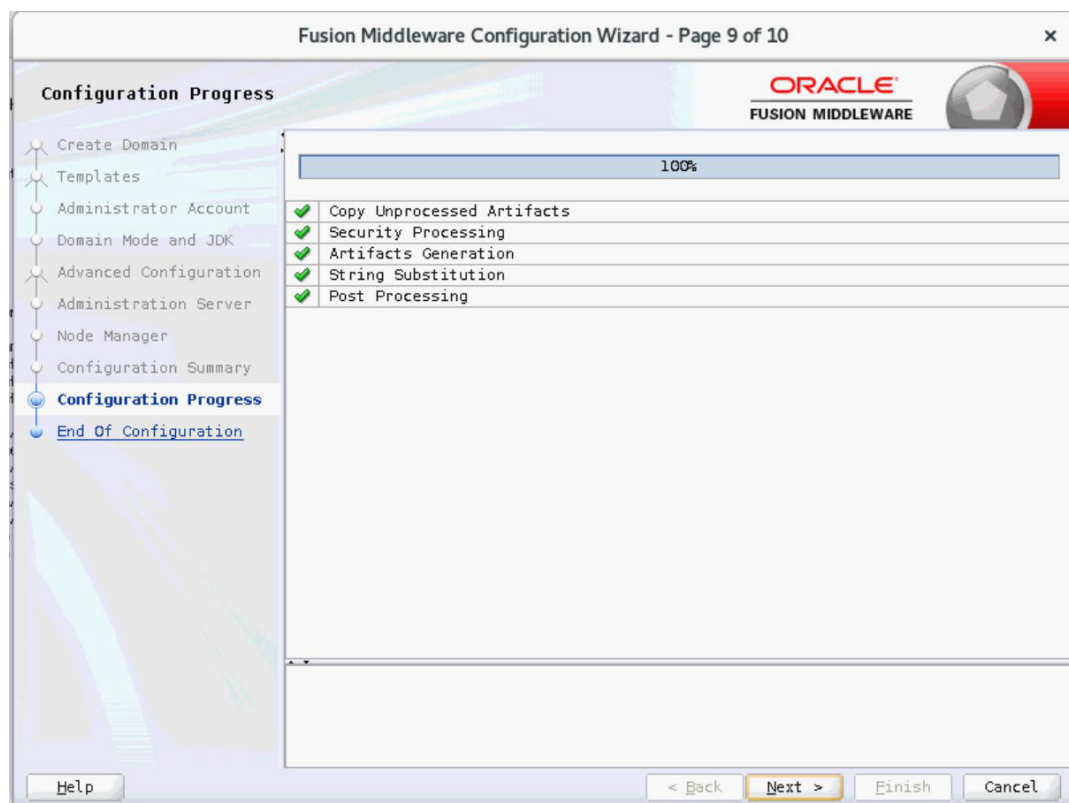 Fusion Middleware Configuration Wizard - Page 9 of 10
×
Configuration Progress
ORACLE
FUSION MIDDLEWARE
Create Domain
Templates
Administrator Account
Domain Mode and JDK
Advanced Configuration
Administration Server
Node Manager
Configuration Summary
Configuration Progress
End Of Configuration
100%
Copy Unprocessed Artifacts
Security Processing
Artifacts Generation
String Substitution
Post Processing
Help
< Back
Next >
Finish
Cancel